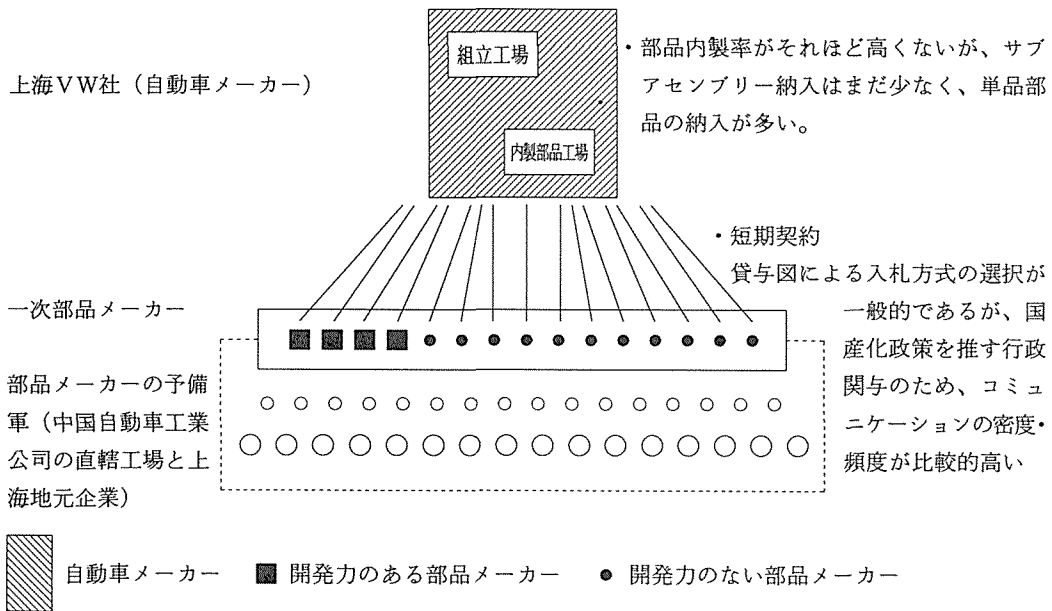 組立工場
・部品内製率がそれほど高くないが、サブ
上海VW社（自動車メーカー）
アセンブリー納入はまだ少なく、単品部
品の納入が多い。
内製部品工場
・短期契約
貸与図による入札方式の選択が
一次部品メーカー
一般的であるが、国
産化政策を推す行政
部品メーカーの予備
関与のため、コミュ
軍（中国自動車工業
ニケーションの密度・
公司の直轄工場と上
頻度が比較的高い
海地元企業）
自動車メーカー
開発力のある部品メーカー
開発力のない部品メーカー